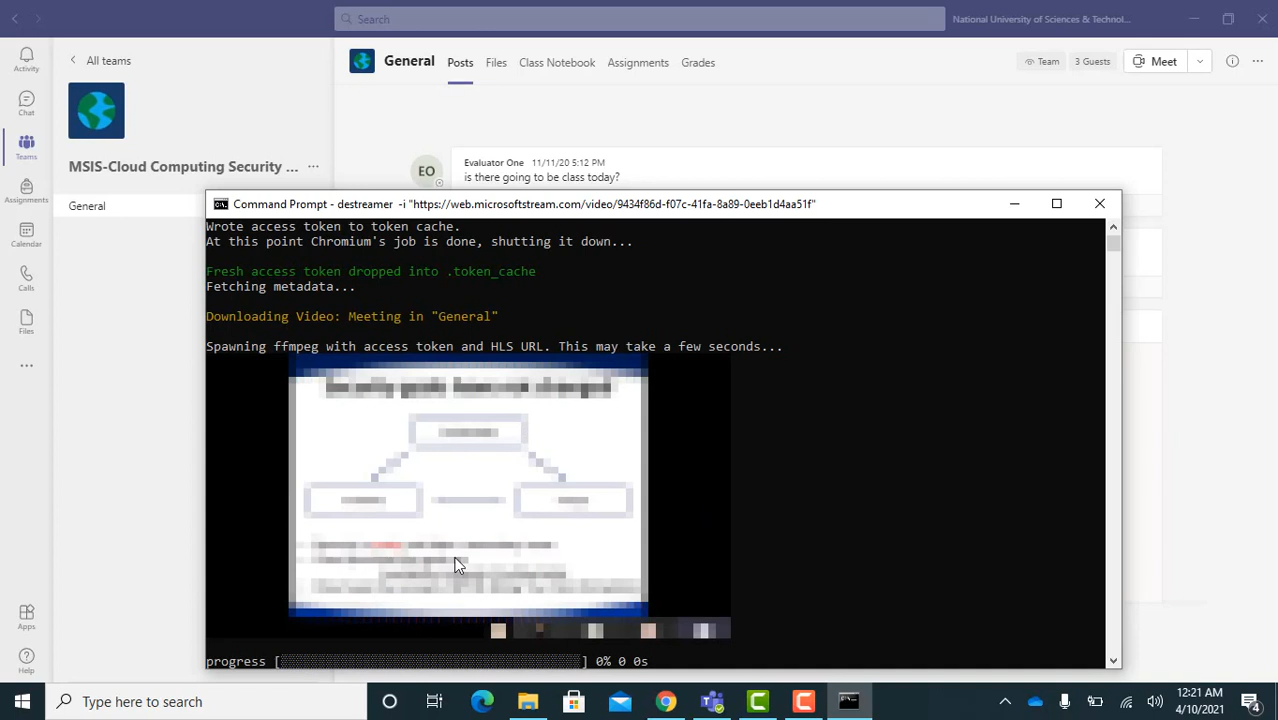 Search
National University of Sciences & Technol...
Activity
Chat
Teams
Assignments
Calendar
Calls
Files
Apps
Help
All teams
MSIS-Cloud Computing Security ...
General
General
Posts
Files
Class Notebook
Assignments
Grades
Team
3 Guests
Meet
EO
Evaluator One 11/11/20 5:12 PM
is there going to be class today?
Command Prompt - destreamer -i "https://web.microsoftstream.com/video/9434f86d-f07c-41fa-8a89-0eeb1d4aa51f"
Wrote access token to token cache.
At this point Chromium's job is done, shutting it down...
Fresh access token dropped into .token_cache
Fetching metadata...
Downloading Video: Meeting in "General"
Spawning ffmpeg with access token and HLS URL. This may take a few seconds...
progress [ ] 0% 0 0s
Type here to search
12:21 AM
4/10/2021
4